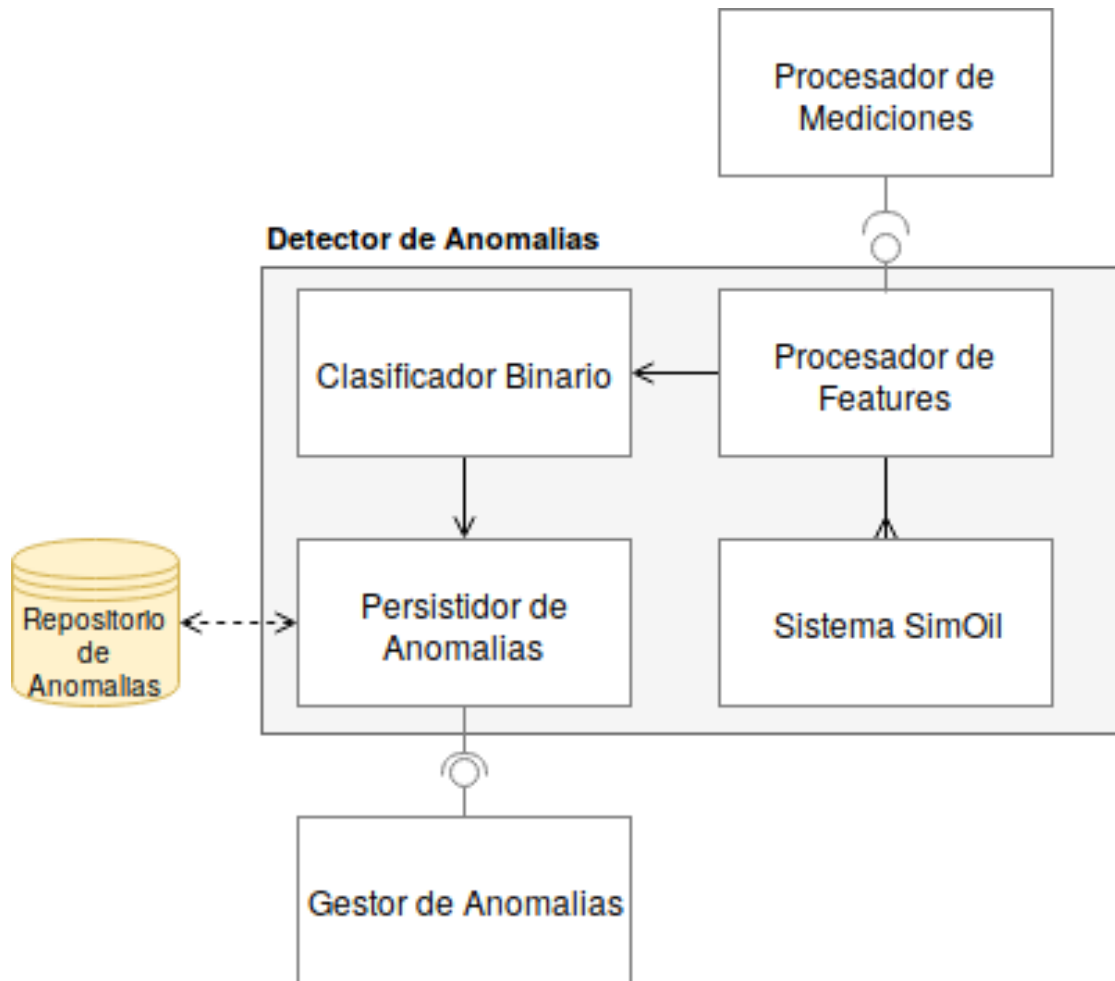 Procesador de
Mediciones
Detector de Anomalias
Clasificador Binario
Procesador de
Features
Repositorio
de
Anomalias
Persistidor de
Anomalias
Sistema SimOil
Gestor de Anomalias